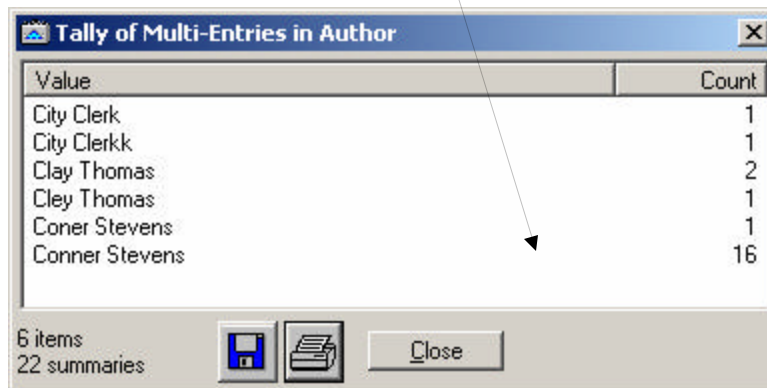 Tally of Multi-Entries in Author
Value Count
City Clerk 1
City Clerkk 1
Clay Thomas 2
Cley Thomas 1
Coner Stevens 1
Conner Stevens 16
6 items
22 summaries
Close